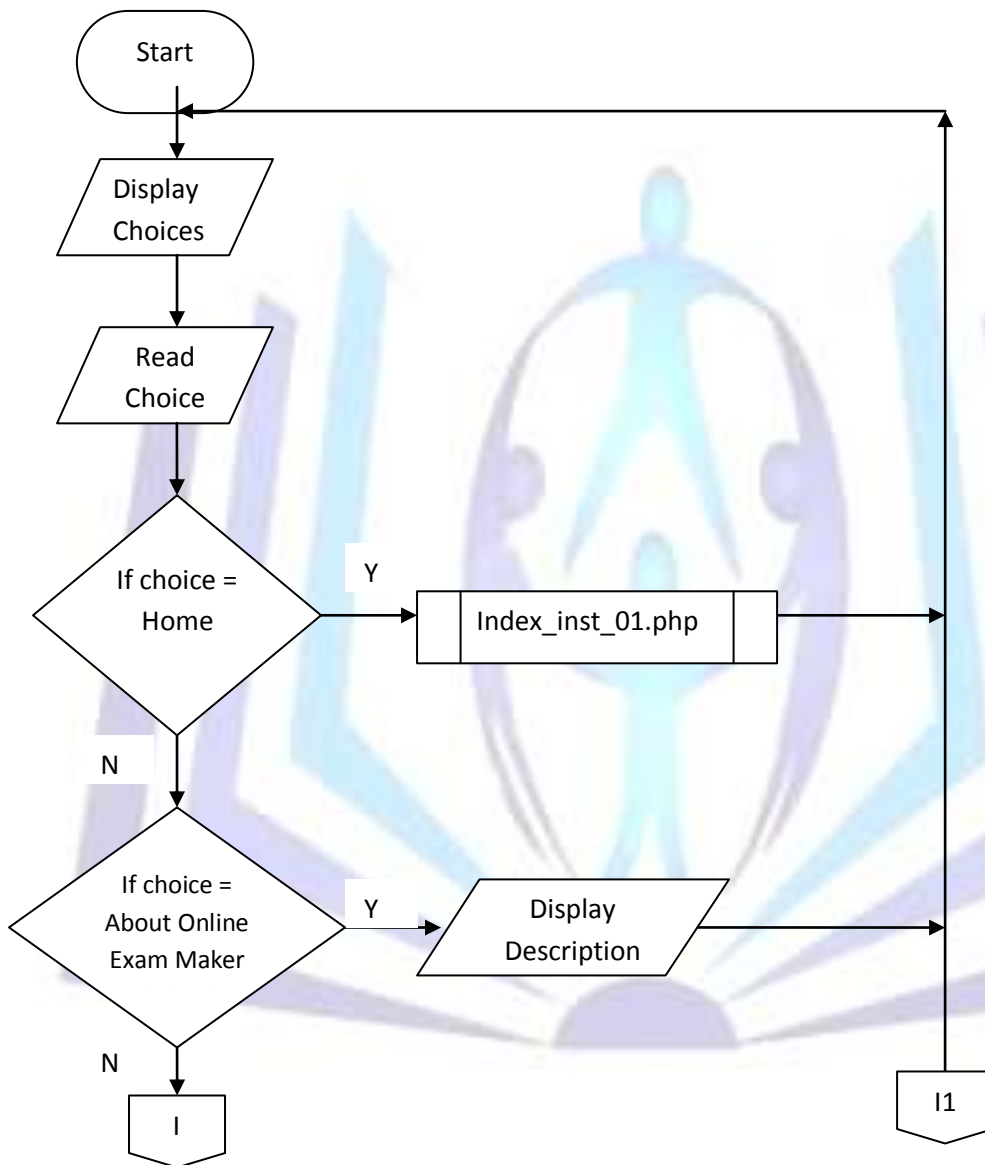 Start
Display
Choices
Read
Choice
If choice =
Home
Y
Index_inst_01.php
N
If choice =
About Online
Exam Maker
Y
Display
Description
N
I
I1